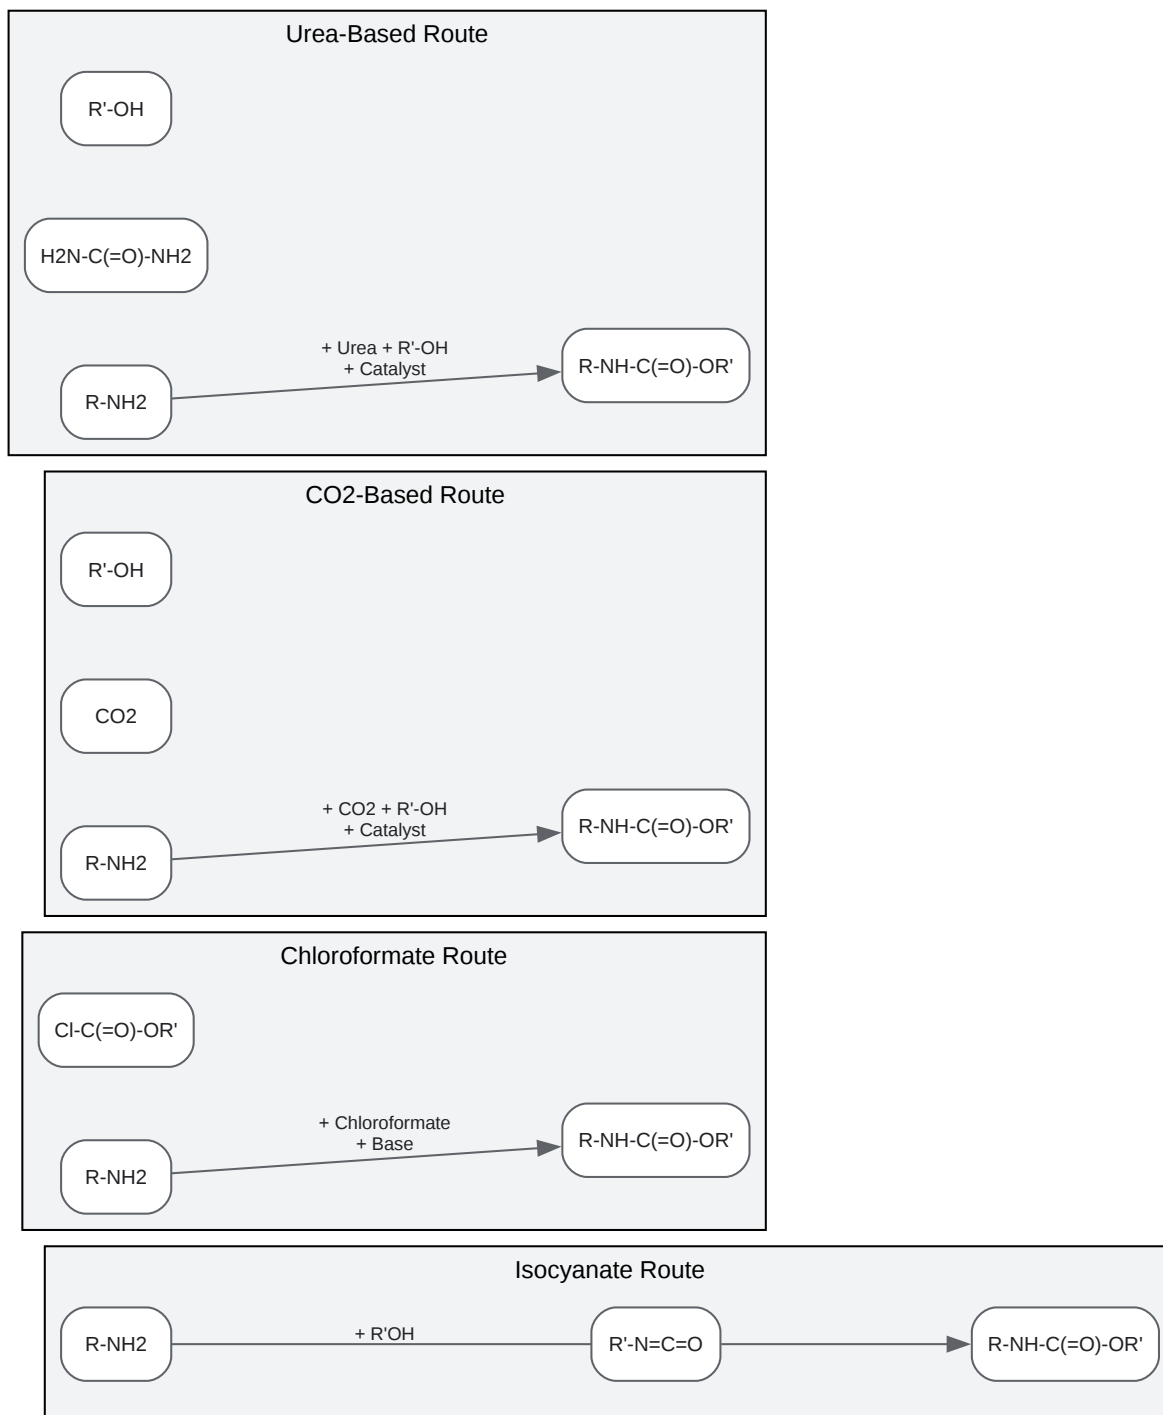 Urea-Based Route
R'-OH
H2N-C(=O)-NH2
+ Urea + R'-OH
+ Catalyst
R-NH-C(=O)-OR'
R-NH2
CO2-Based Route
R'-OH
CO2
+ CO2 + R'-OH
+ Catalyst
R-NH-C(=O)-OR'
R-NH2
Chloroformate Route
Cl-C(=O)-OR'
+ Chloroformate
+ Base
R-NH-C(=O)-OR'
R-NH2
Isocyanate Route
R-NH2
+ R'OH
R'-N=C=O
R-NH-C(=O)-OR'